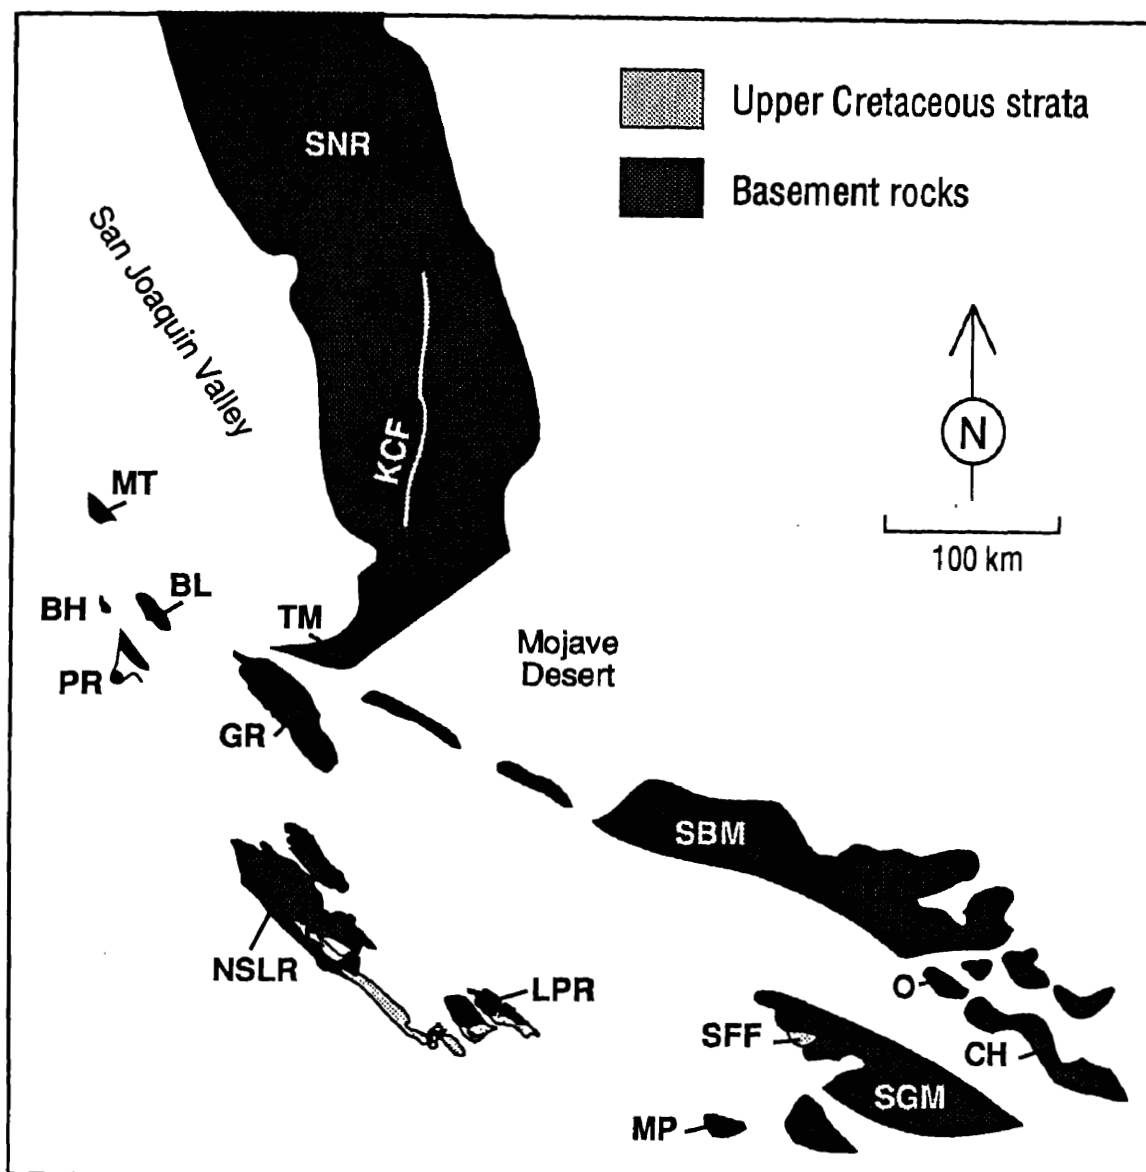 SNR
Upper Cretaceous strata
Basement rocks
San Joaquin Valley
KCF
N
100 km
MT
BH
BL
TM
PR
Mojave
Desert
GR
SBM
NSLR
LPR
O
SFF
CH
SGM
MP